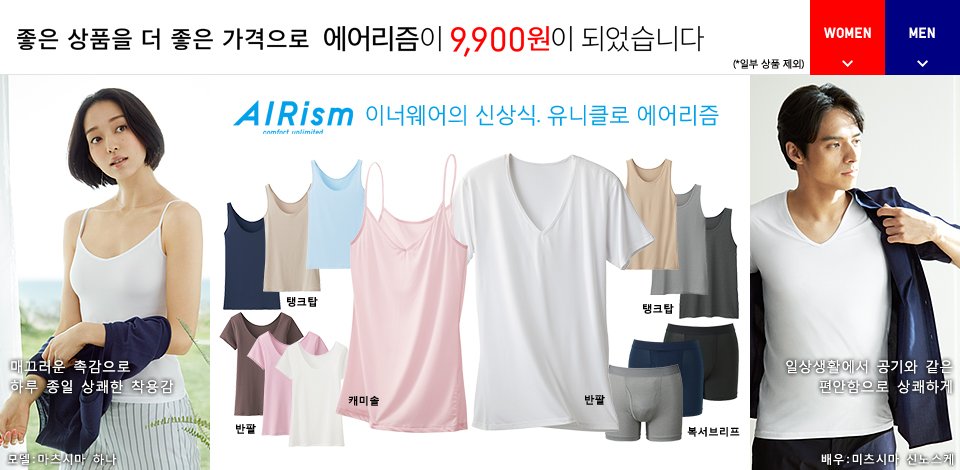 좋은 상품을 더 좋은 가격으로 에어리즘이 9,900원이 되었습니다
(*일부 상품 제외)
WOMEN
MEN
AIRism 이너웨어의 신상식. 유니클로 에어리즘
comfort unlimited
탱크탑
탱크탑
매끄러운 촉감으로
하루 종일 상쾌한 착용감
일상생활에서 공기와 같은
편안함으로 상쾌하게
캐미솔
반팔
반팔
복서브리프
모델:마츠시마 하나
배우:미츠시마 신노스케